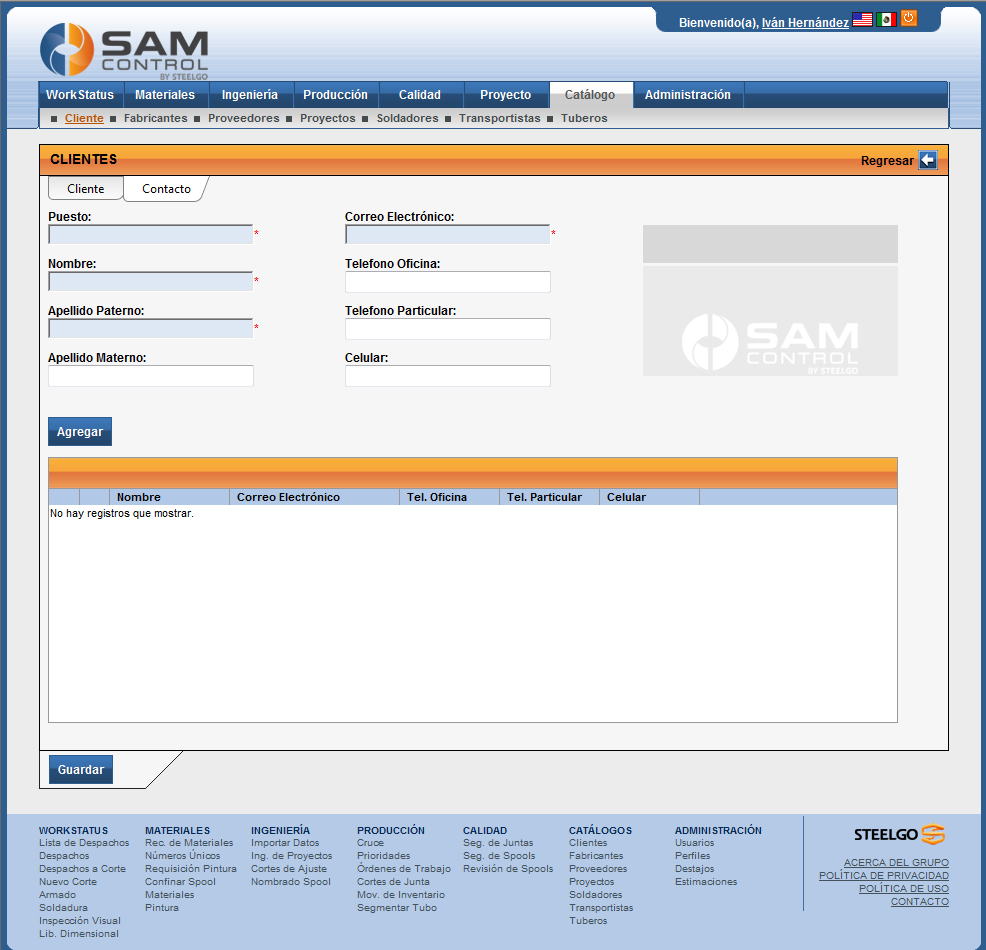 Bienvenido(a), Iván Hernández
SAM
CONTROL
BY STEELGO
WorkStatus Materiales Ingeniería Producción Calidad Proyecto Catálogo Administración
Cliente Fabricantes Proveedores Proyectos Soldadores Transportistas Tuberos
CLIENTES Regresar
Cliente Contacto
Puesto: Correo Electrónico:
* *
Nombre: Telefono Oficina:
*
Apellido Paterno: Telefono Particular:
*
Apellido Materno: Celular:
SAM
CONTROL
BY STEELGO
Agregar
Nombre Correo Electrónico Tel. Oficina Tel. Particular Celular
No hay registros que mostrar.
Guardar
WORKSTATUS
Lista de Despachos
Despachos
Despachos a Corte
Nuevo Corte
Armado
Soldadura
Inspección Visual
Lib. Dimensional
MATERIALES
Rec. de Materiales
Números Únicos
Requisición Pintura
Confinar Spool
Materiales
Pintura
INGENIERÍA
Importar Datos
Ing. de Proyectos
Cortes de Ajuste
Nombrado Spool
PRODUCCIÓN
Cruce
Prioridades
Órdenes de Trabajo
Cortes de Junta
Mov. de Inventario
Segmentar Tubo
CALIDAD
Seg. de Juntas
Seg. de Spools
Revisión de Spools
CATÁLOGOS
Clientes
Fabricantes
Proveedores
Proyectos
Soldadores
Transportistas
Tuberos
ADMINISTRACIÓN
Usuarios
Perfiles
Destajos
Estimaciones
STEELGO
ACERCA DEL GRUPO
POLÍTICA DE PRIVACIDAD
POLÍTICA DE USO
CONTACTO